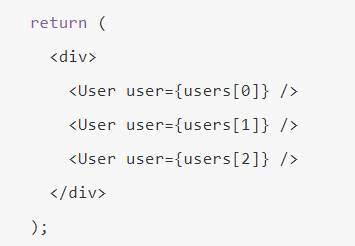 return (
  <div>
    <User user={users[0]} />
    <User user={users[1]} />
    <User user={users[2]} />
  </div>
);